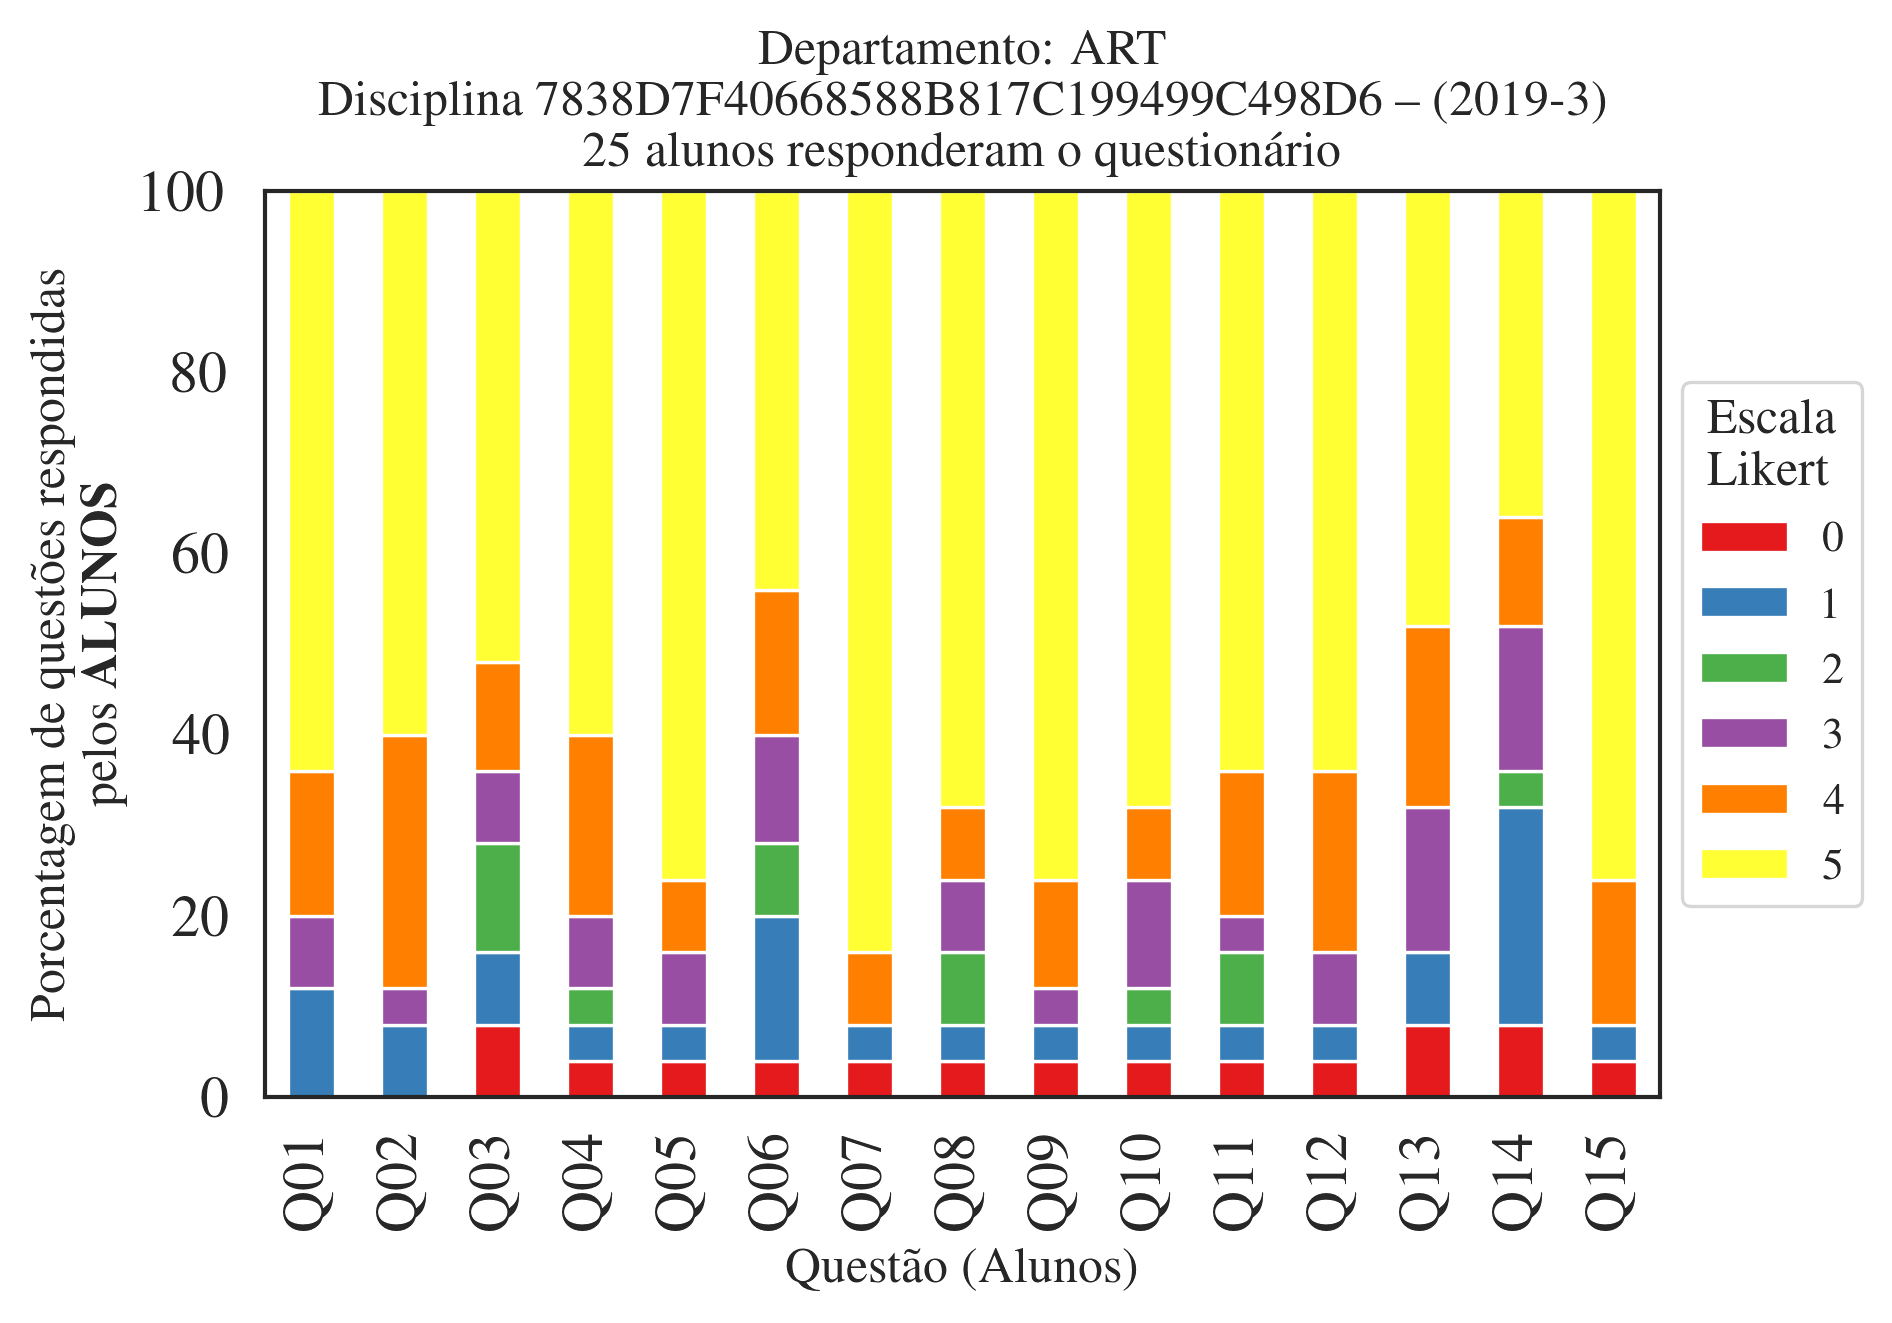 Departamento: ART
Disciplina 7838D7F40668588B817C199499C498D6 – (2019-3)
25 alunos responderam o questionário
100
80
60
40
20
0
Porcentagem de questões respondidas
pelos ALUNOS
Q01
Q02
Q03
Q04
Q05
Q06
Q07
Q08
Q09
Q10
Q11
Q12
Q13
Q14
Q15
Questão (Alunos)
Escala
Likert
0
1
2
3
4
5